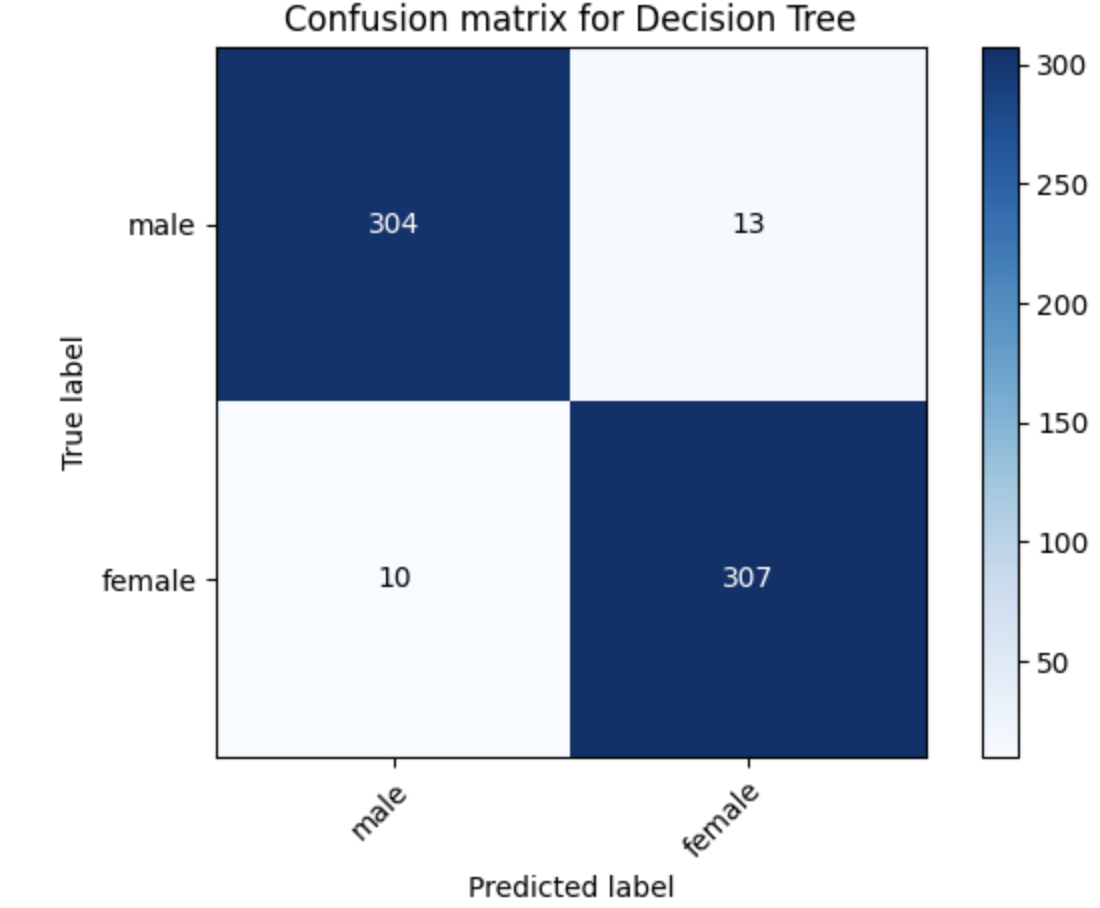 Confusion matrix for Decision Tree
300
250
200
150
100
50
True label
male
304
13
female
10
307
male
female
Predicted label